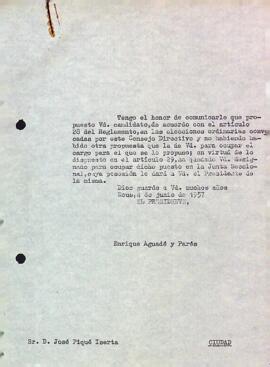 Tengo el honor de comunicarle que pro-
puesto Vd. candidato, de acuerdo con el artículo
28 del Reglamento, en las elecciones ordinarias convo-
cadas por este Consejo Directivo y no habiendo ha-
bido otra propuesta que la de Vd. para ocupar el
cargo para el que se le propuso; en virtud de lo
dispuesto en el artículo 29, ha quedado Vd. desig-
nado para ocupar dicho puesto en la Junta Seccio-
nal, cuya posesión le dará a Vd. el Presidente de
la misma.
Dios guarde a Vd. muchos años
Reus, de junio de 1957
EL PRESIDENTE,
Enrique Aguadé y Parés
Sr. D. José Piqué Iserta
CIUDAD